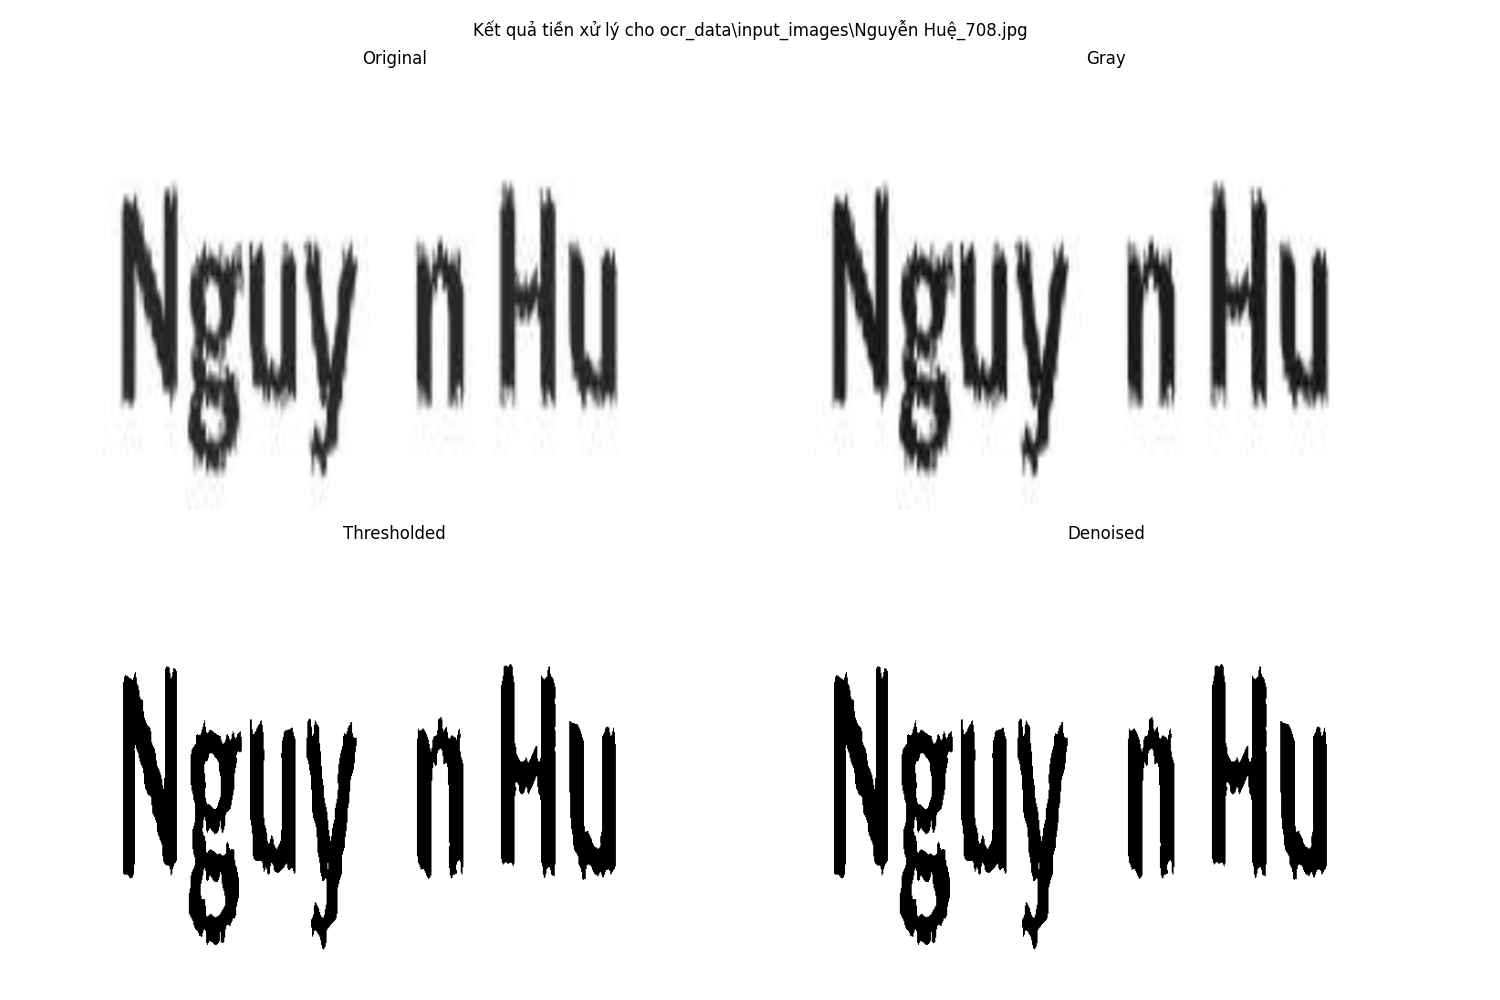 Kết quả tiền xử lý cho ocr_data\input_images\Nguyễn Huệ_708.jpg
Original
Gray
Nguy n Hu
Nguy n Hu
Thresholded
Denoised
Nguy n Hu
Nguy n Hu